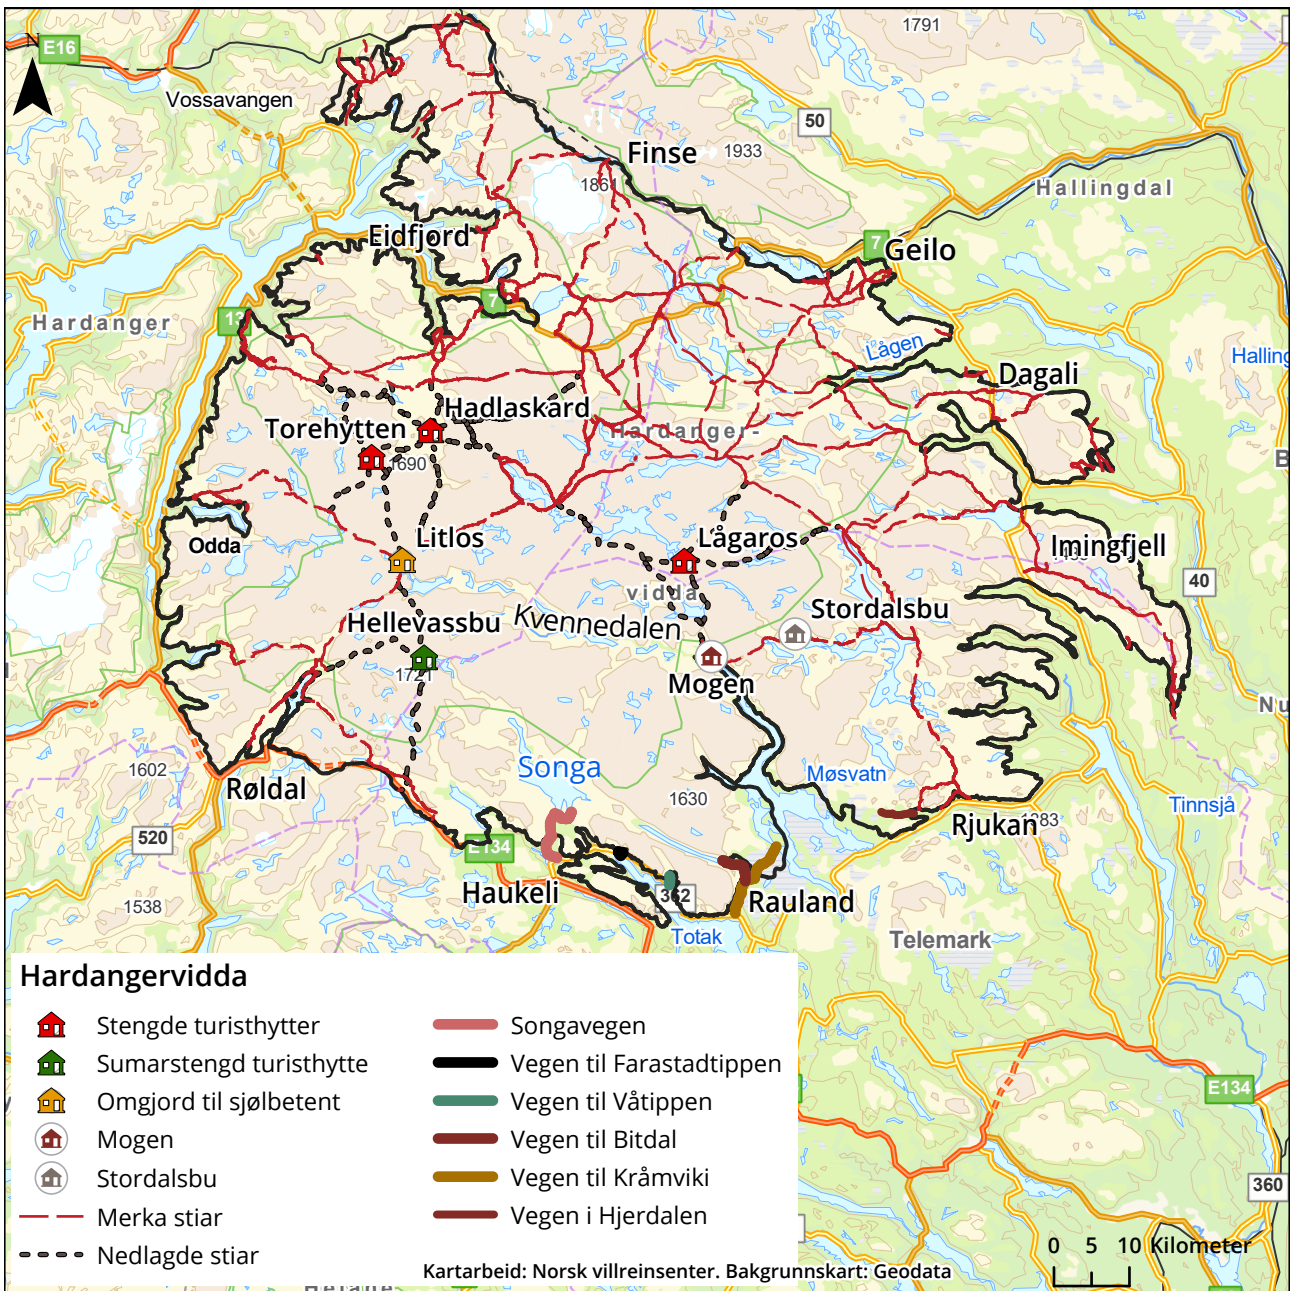 1791
E16
N
Vossavangen
50
Finse
1933
1861
Hallingdal
Eidfjord
7
Geilo
7
13
Hardanger
Lågen
Halling
Dagali
Hadlaskard
Torehytten
Hardanger-
1690
Odda
Litlos
Lågaros
Imingfjell
40
vidda
Hellevassbu
Kvennedalen
Stordalsbu
1721
Mogen
Nu
1602
Songa
Møsvatn
Røldal
1630
Tinnsjå
Rjukan
883
520
E134
Haukeli
362
Rauland
1538
Totak
Telemark
Hardangervidda
Stengde turisthytter
Sumarstengd turisthytte
Omgjord til sjølbetent
Mogen
Stordalsbu
Merka stiar
Nedlagde stiar
Songavegen
Vegen til Farastadtippen
Vegen til Våtippen
Vegen til Bitdal
Vegen til Kråmviki
Vegen i Hjerdalen
E134
360
0 5 10 Kilometer
Kartarbeid: Norsk villreinsenter. Bakgrunnskart: Geodata